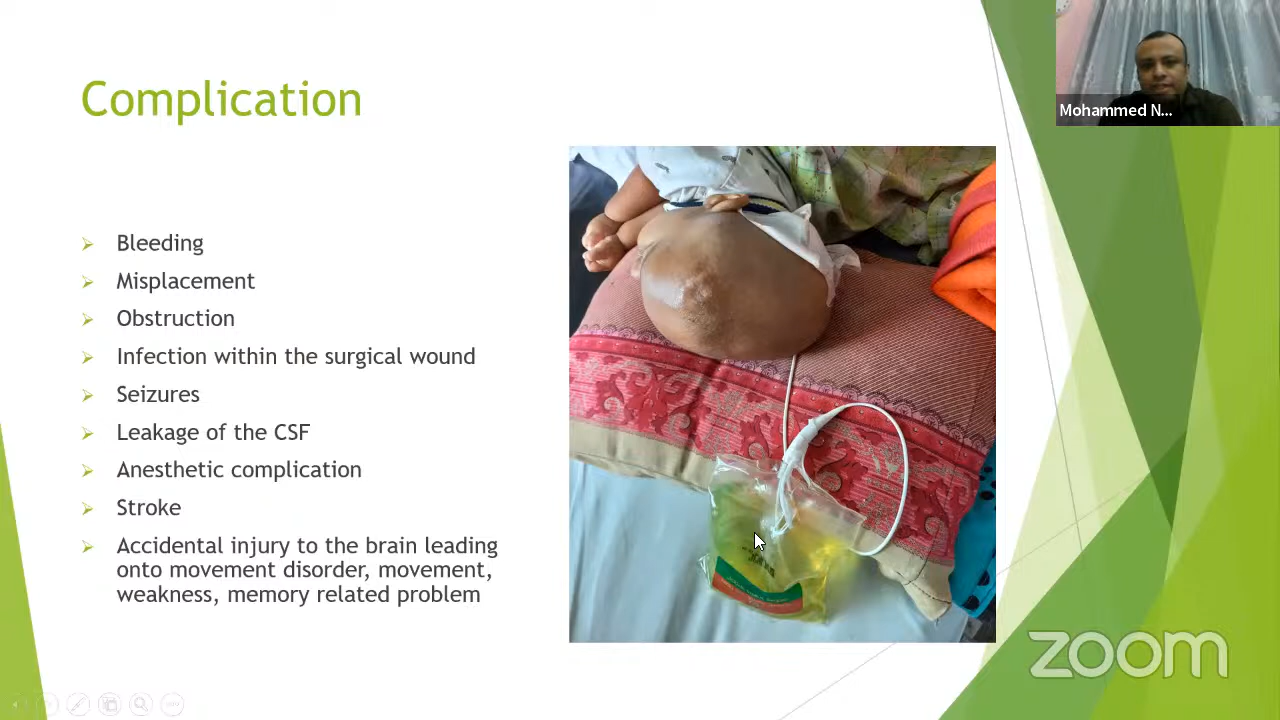 Complication
Bleeding
Misplacement
Obstruction
Infection within the surgical wound
Seizures
Leakage of the CSF
Anesthetic complication
Stroke
Accidental injury to the brain leading
onto movement disorder, movement,
weakness, memory related problem
Mohammed N...
zoom